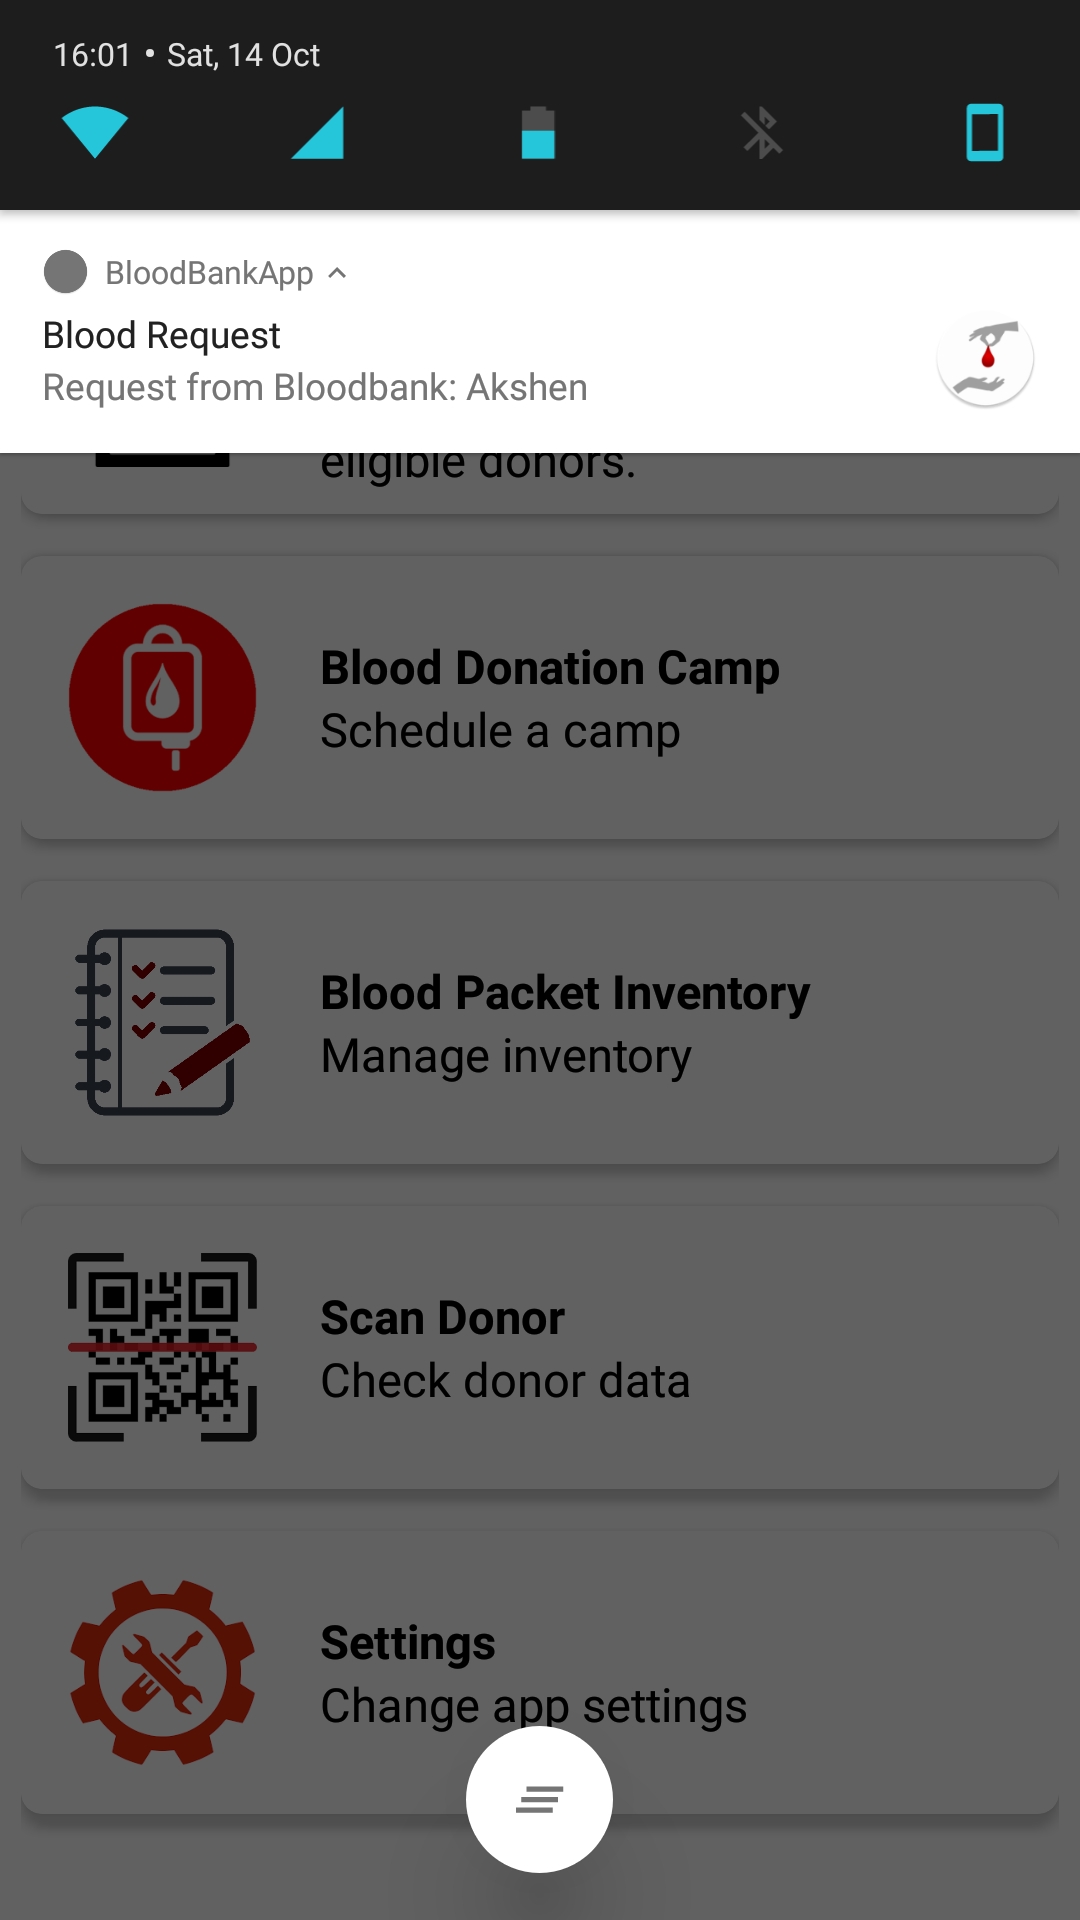 16:01 • Sat, 14 Oct
BloodBankApp
Blood Request
Request from Bloodbank: Akshen
eligible donors.
Blood Donation Camp
Schedule a camp
Blood Packet Inventory
Manage inventory
Scan Donor
Check donor data
Settings
Change app settings